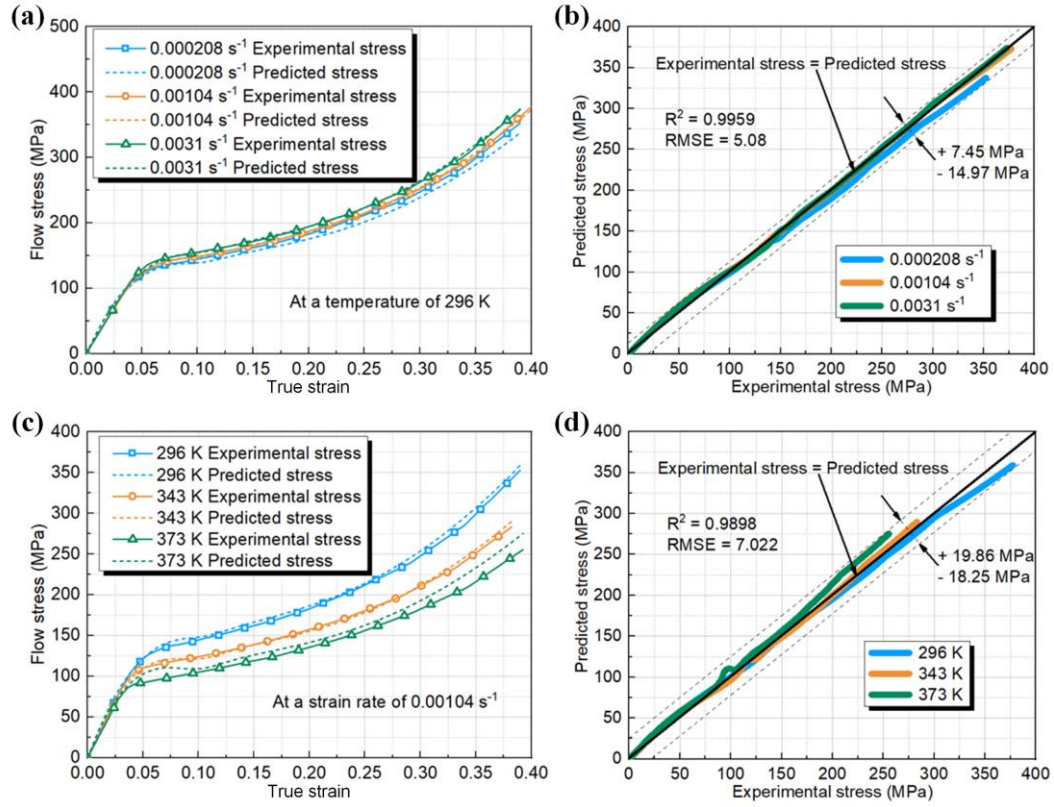 (a)
500
400
300
200
100
0
Flow stress (MPa)
0.000208 s⁻¹ Experimental stress
0.000208 s⁻¹ Predicted stress
0.00104 s⁻¹ Experimental stress
0.00104 s⁻¹ Predicted stress
0.0031 s⁻¹ Experimental stress
0.0031 s⁻¹ Predicted stress
At a temperature of 296 K
0.00 0.05 0.10 0.15 0.20 0.25 0.30 0.35 0.40
True strain
(b)
400
350
300
250
200
150
100
50
0
Predicted stress (MPa)
Experimental stress = Predicted stress
R² = 0.9959
RMSE = 5.08
+ 7.45 MPa
- 14.97 MPa
0.000208 s⁻¹
0.00104 s⁻¹
0.0031 s⁻¹
0 50 100 150 200 250 300 350 400
Experimental stress (MPa)
(c)
400
350
300
250
200
150
100
50
0
Flow stress (MPa)
296 K Experimental stress
296 K Predicted stress
343 K Experimental stress
343 K Predicted stress
373 K Experimental stress
373 K Predicted stress
At a strain rate of 0.00104 s⁻¹
0.00 0.05 0.10 0.15 0.20 0.25 0.30 0.35 0.40
True strain
(d)
400
350
300
250
200
150
100
50
0
Predicted stress (MPa)
Experimental stress = Predicted stress
R² = 0.9898
RMSE = 7.022
+ 19.86 MPa
- 18.25 MPa
296 K
343 K
373 K
0 50 100 150 200 250 300 350 400
Experimental stress (MPa)